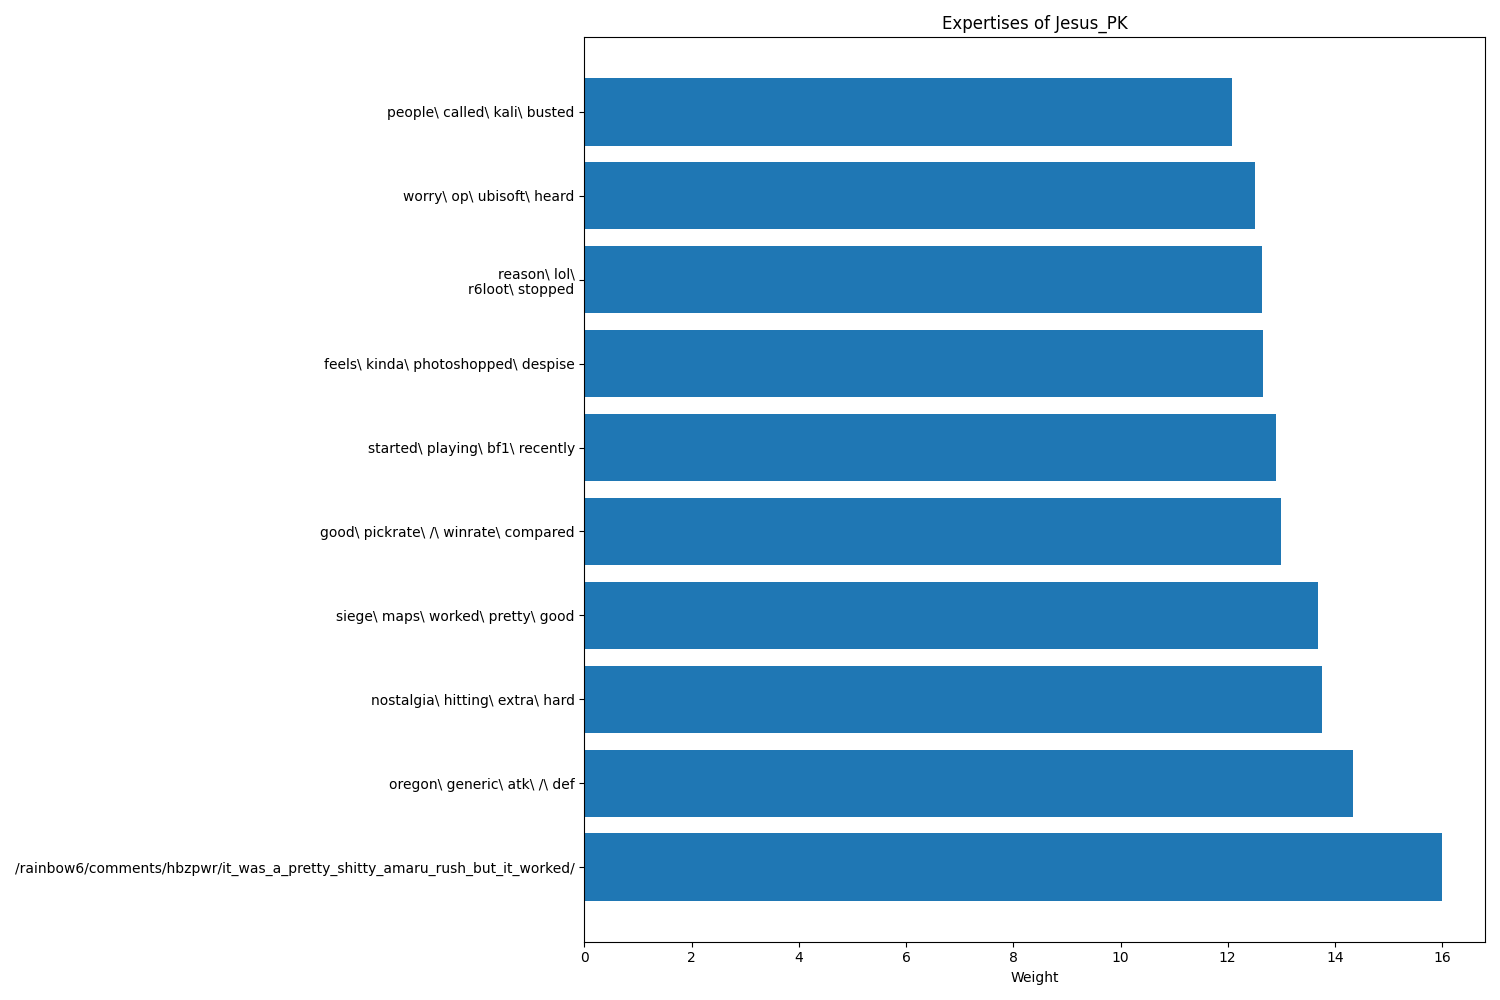 Expertises of Jesus_PK
people\ called\ kali\ busted
worry\ op\ ubisoft\ heard
reason\ lol\
r6loot\ stopped
feels\ kinda\ photoshopped\ despise
started\ playing\ bf1\ recently
good\ pickrate\ /\ winrate\ compared
siege\ maps\ worked\ pretty\ good
nostalgia\ hitting\ extra\ hard
oregon\ generic\ atk\ /\ def
/rainbow6/comments/hbzpwr/it_was_a_pretty_shitty_amaru_rush_but_it_worked/
0 2 4 6 8 10 12 14 16
Weight